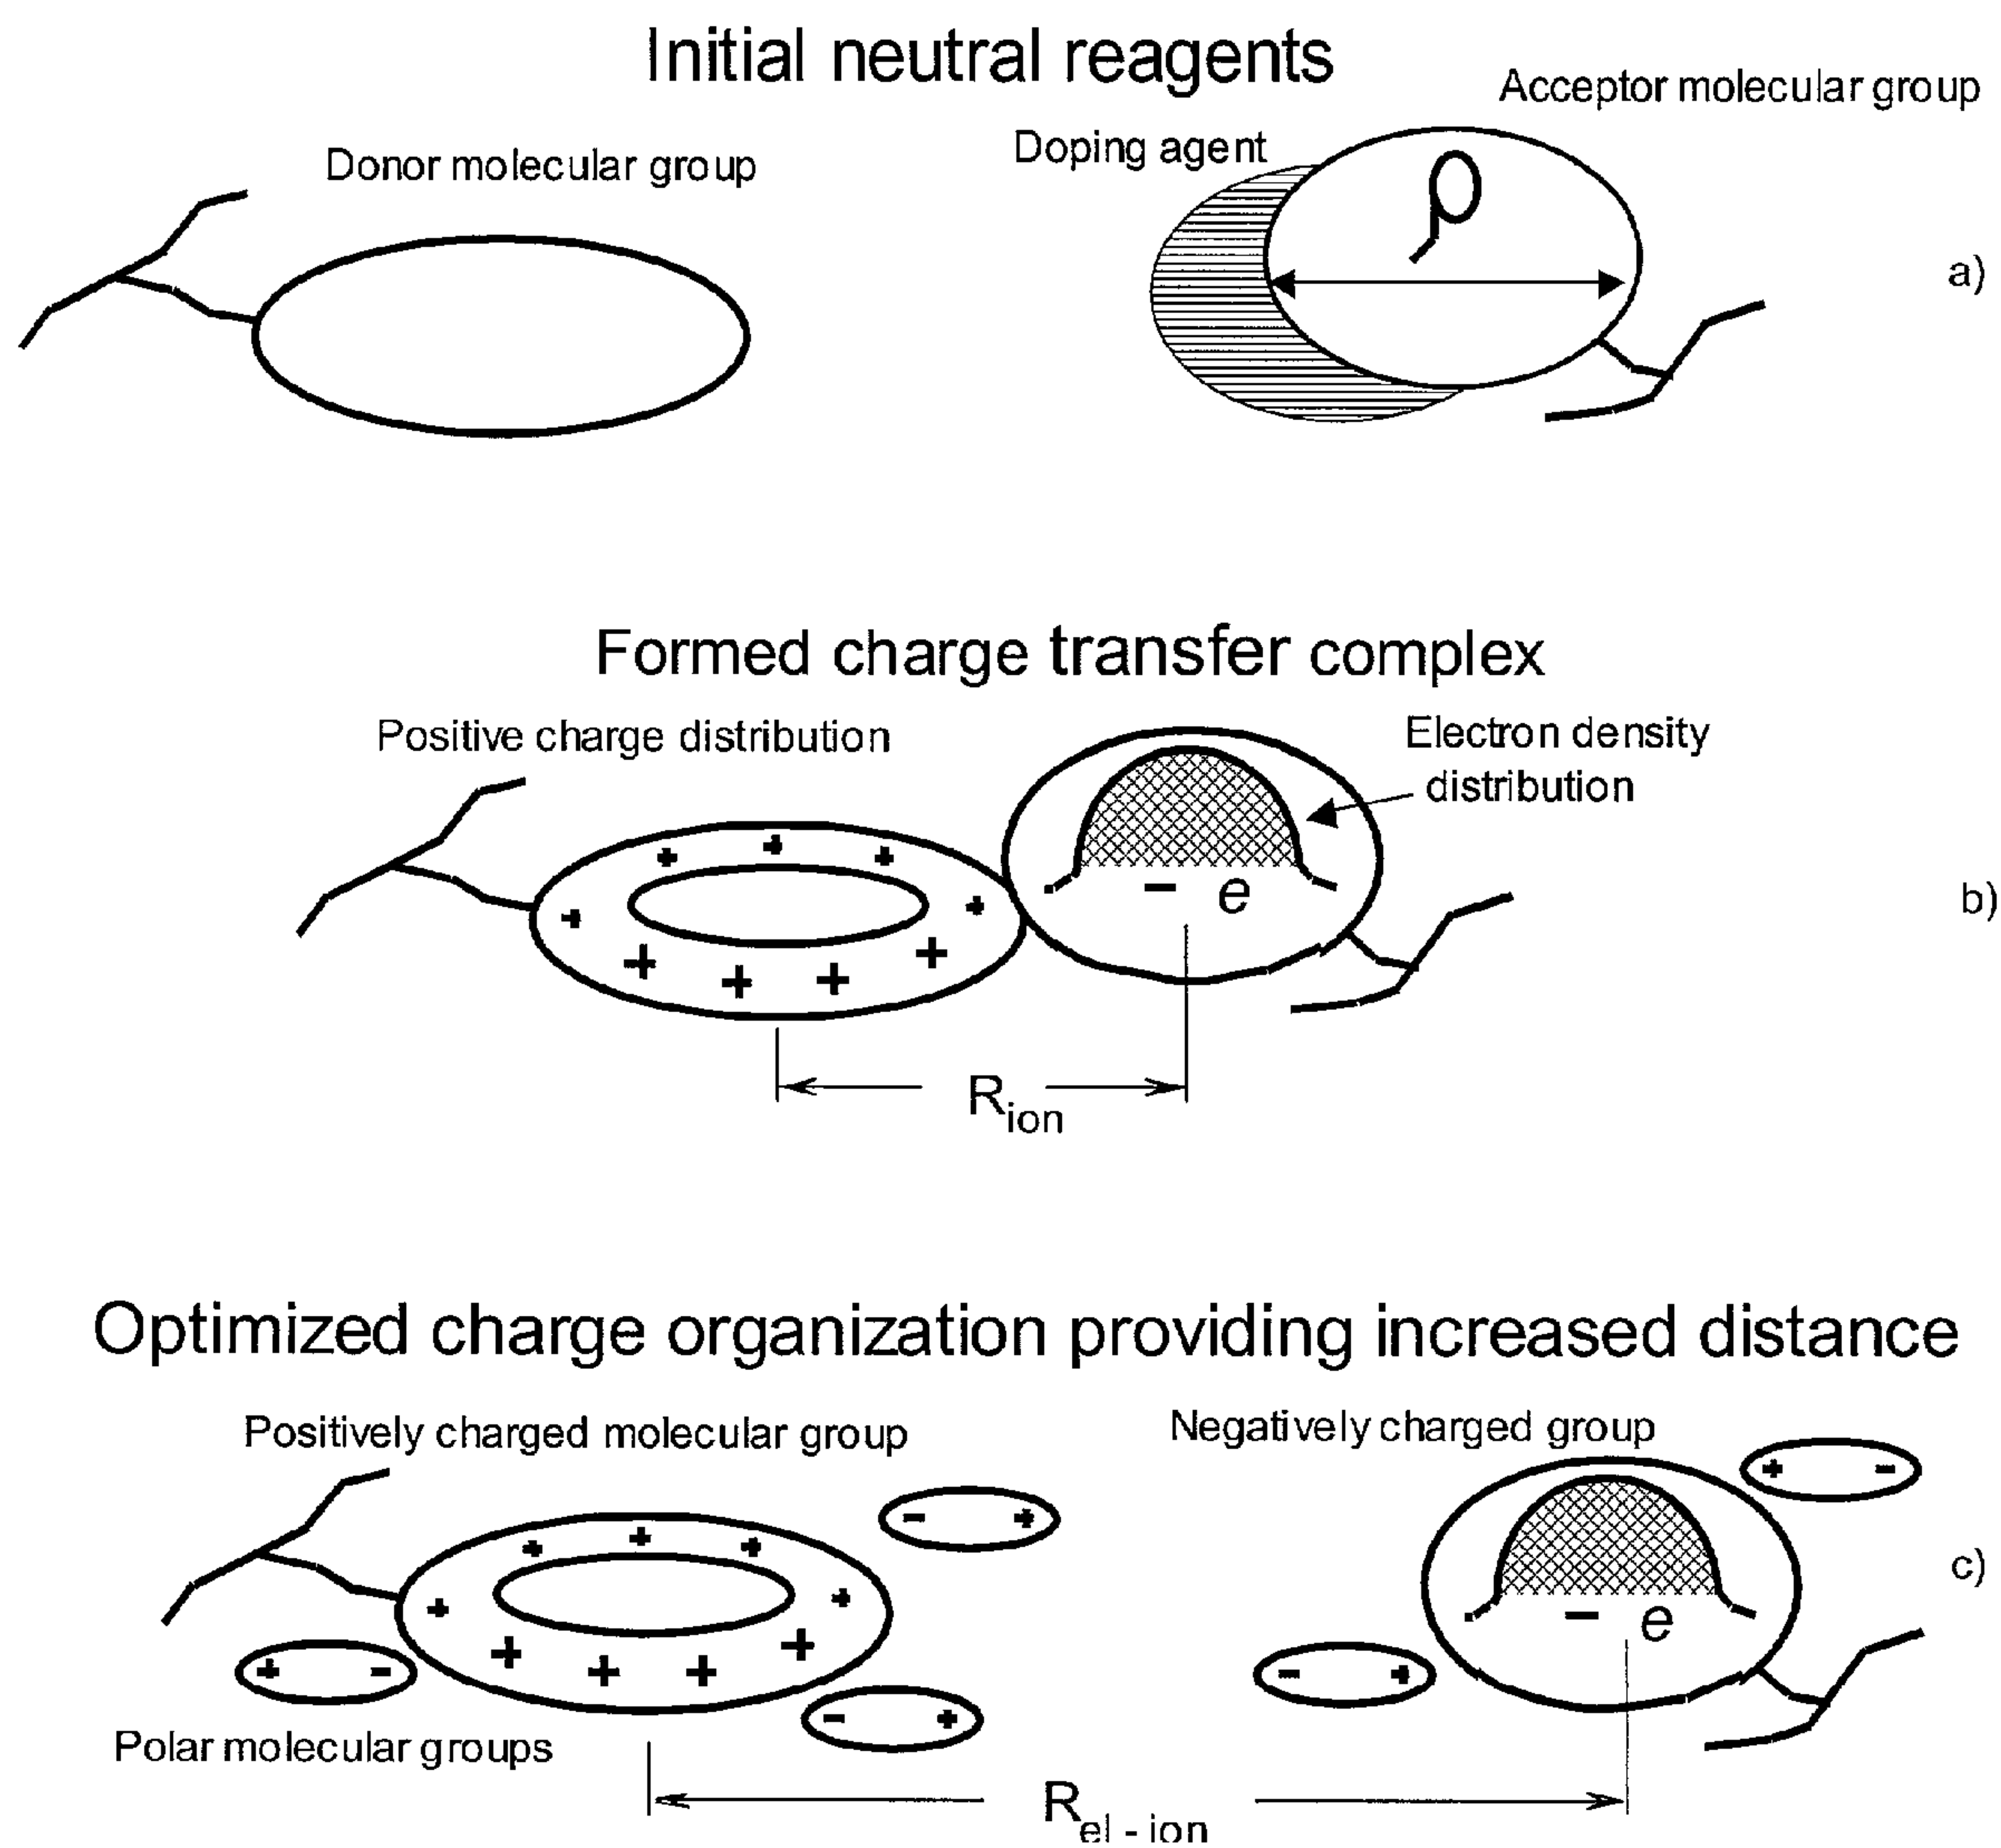 Initial neutral reagents
Acceptor molecular group
Doping agent
Donor molecular group
a)
Formed charge transfer complex
Positive charge distribution
Electron density
distribution
+ + +
+ +
+ + + +
- e
b)
R ion
Optimized charge organization providing increased distance
Positively charged molecular group
Negatively charged group
+ -
- +
+ + +
+ +
+ + + +
- e
c)
+ -
- +
- +
Polar molecular groups
R el - ion